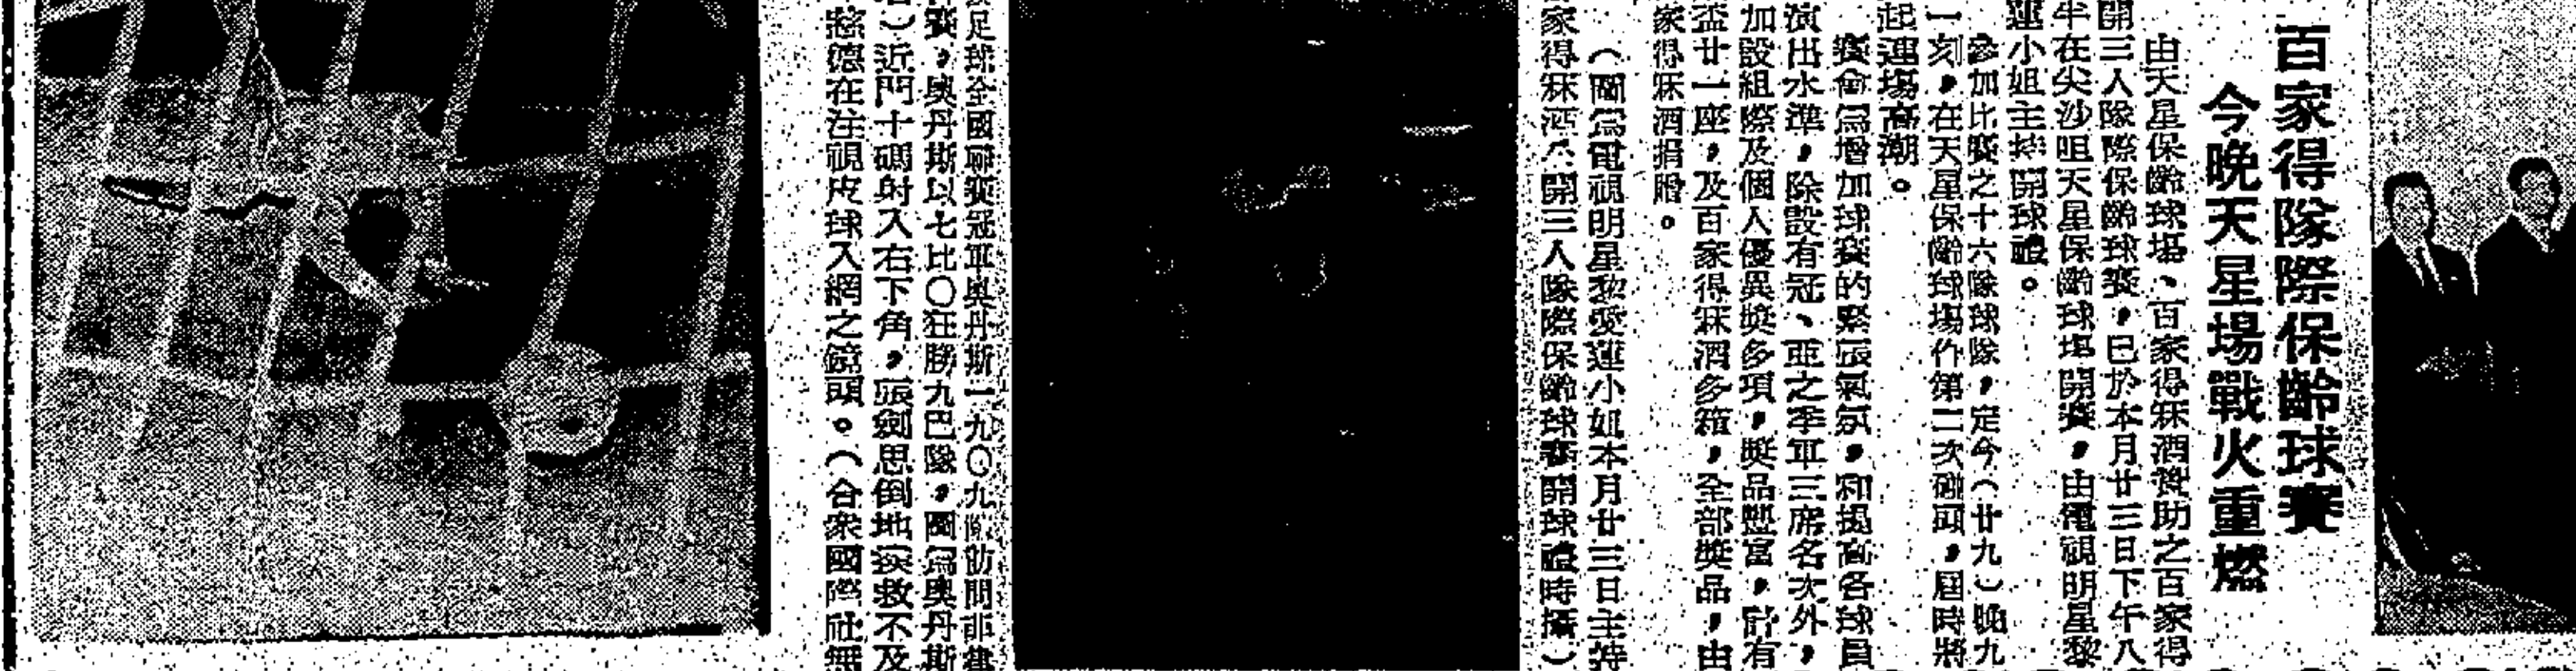 百家得隊際保齡球賽
今晚天星場戰火重燃
由天星保齡球場、百家得冧酒贊助之百家得
開三人隊際保齡球賽，已於本月廿三日下午八
半在尖沙咀天星保齡球場開賽，由電視明星黎
蓮小姐主持開球禮。
參加比賽之十六隊球隊，定今（廿九）晚九
一刻，在天星保齡球場作第二次碰頭，屆時將
起連場高潮。
賽會為增加球賽的緊張氣氛，和提高各球員
演出水準，除設有冠、亞之季軍三席名次外，
加設組際及個人優異獎多項，獎品豐富，計有
盃廿一座，及百家得冧酒多箱，全部獎品，由
家得冧酒捐贈。
（圖為電視明星黎愛蓮小姐本月廿三日主持
家得冧酒公開三人隊際保齡球賽開球禮時攝）
足球全國聯賽冠軍奧丹斯一九〇九隊訪問菲律
賽，奧丹斯以七比〇狂勝九巴隊，圖為奧丹斯
）近門十碼射入右下角，張劍思倒地撲救不及
慈德在注視皮球入網之鏡頭。（合衆國際社